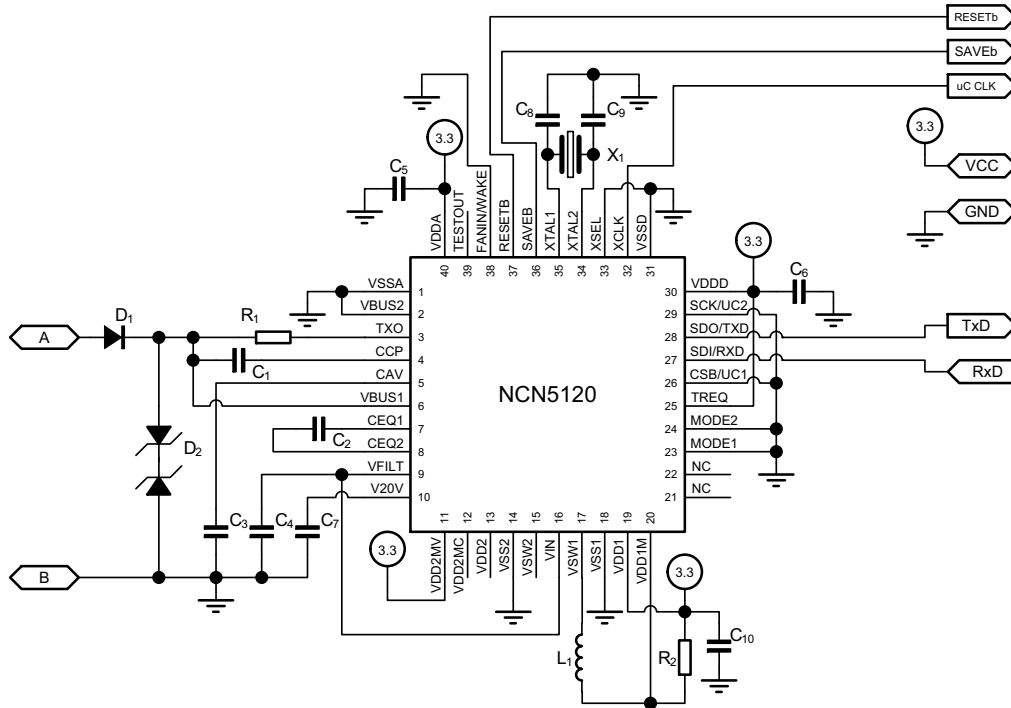 RESETb
SAVEb
uC CLK
C8
C9
3.3
3.3
X1
VCC
C5
GND
VDDA
TESTOUT
FANIN/WAKE
RESETB
SAVEB
XTAL1
XTAL2
XSEL
XCLK
VSSD
3.3
40
39
38
37
36
35
34
33
32
31
C6
VSSA
1
30
VDDD
VBUS2
2
29
SCK/UC2
A
D1
R1
TXO
3
28
SDO/TXD
TxD
C1
CCP
4
27
SDI/RXD
RxD
CAV
5
26
CSB/UC1
VBUS1
6
NCN5120
25
TREQ
D2
C2
CEQ1
7
24
MODE2
CEQ2
8
23
MODE1
VFILT
9
22
NC
V20V
10
21
NC
C3
C4
C7
11
12
13
14
15
16
17
18
19
20
3.3
VDD2MV
VDD2MC
VDD2
VSS2
VSW2
VIN
VSW1
VSS1
VDD1
VDD1M
3.3
B
L1
R2
C10